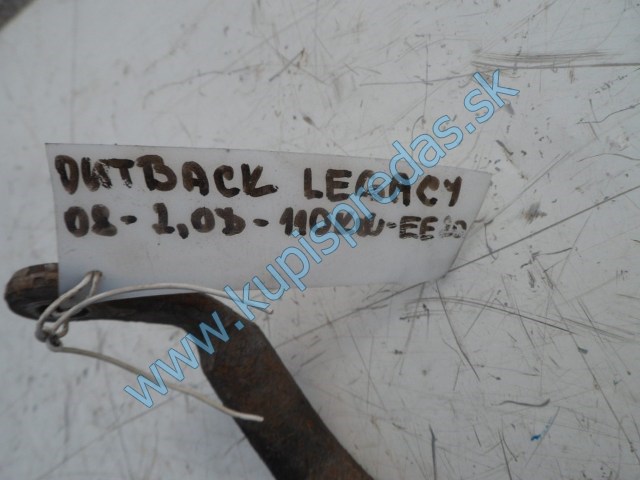 OUTBACK LEGACY
08- 2,0D - 110KW-EE20
www.kupispredas.sk